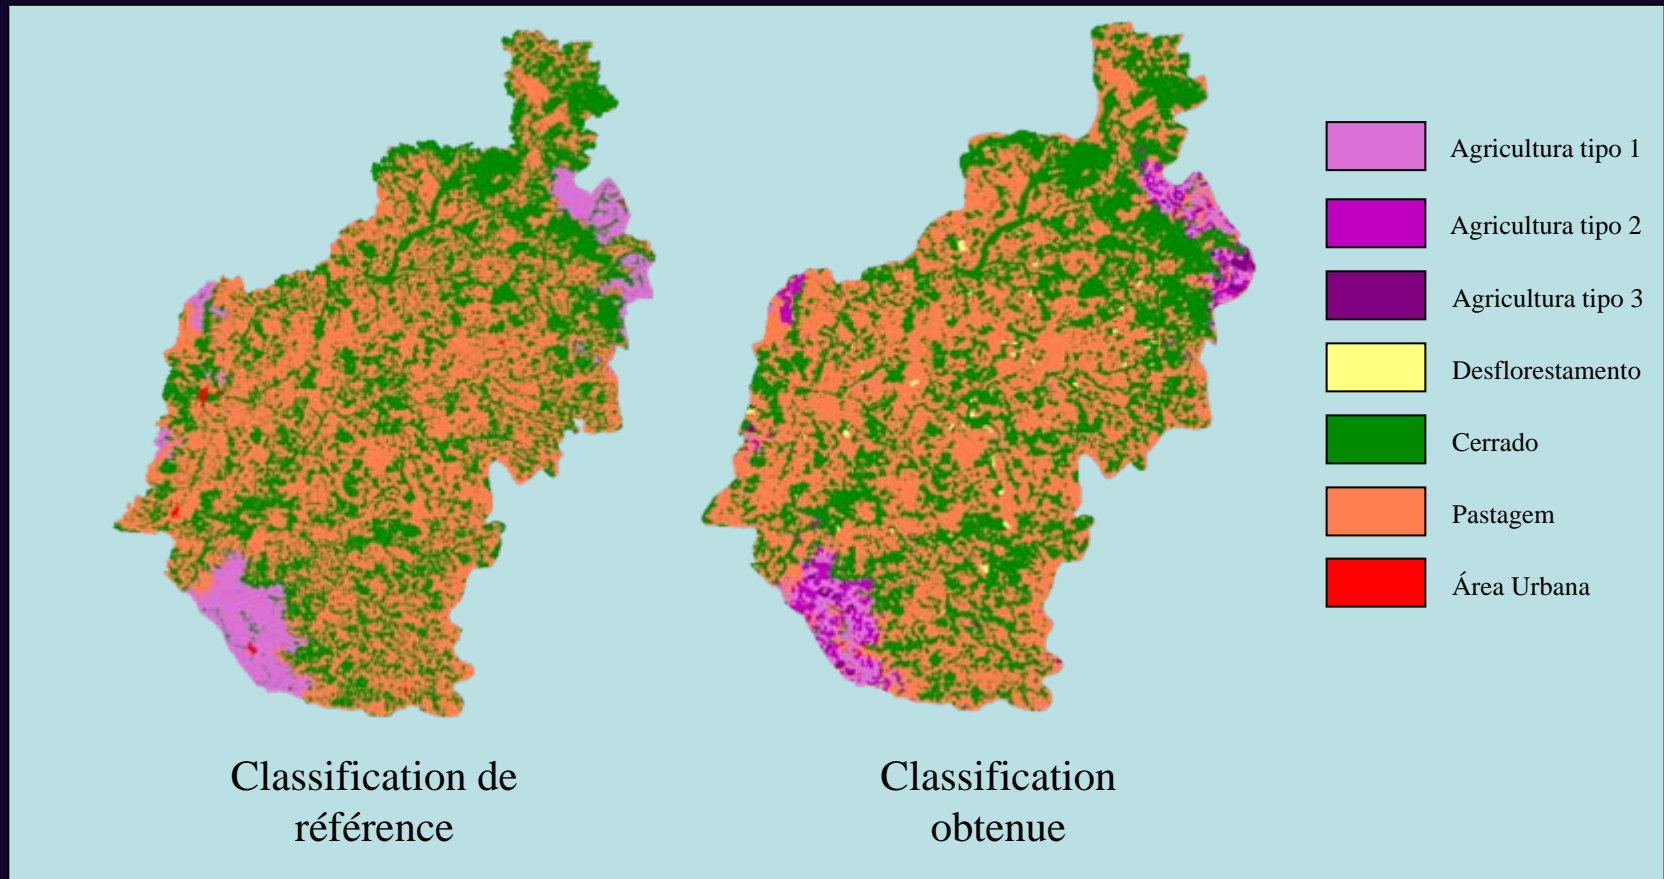 Agricultura tipo 1
Agricultura tipo 2
Agricultura tipo 3
Desflorestamento
Cerrado
Pastagem
Área Urbana
Classification de
référence
Classification
obtenue